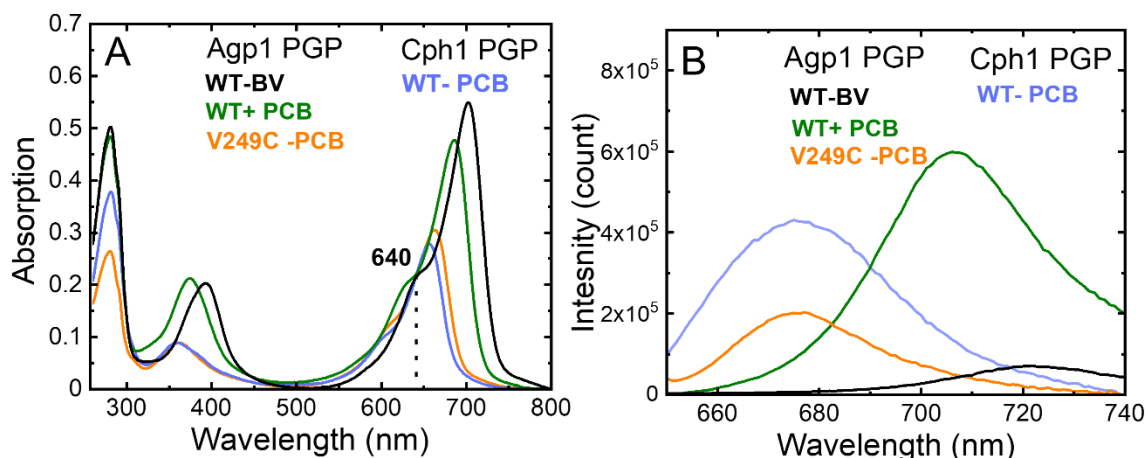 A
Agp1 PGP
Cph1 PGP
WT-BV
WT- PCB
WT+ PCB
V249C -PCB
640
0.7
0.6
0.5
0.4
0.3
0.2
0.1
0
Absorption
300 400 500 600 700 800
Wavelength (nm)
B
Agp1 PGP
Cph1 PGP
WT-BV
WT- PCB
WT+ PCB
V249C -PCB
8x10⁵
6x10⁵
4x10⁵
2x10⁵
0
Intesnity (count)
660 680 700 720 740
Wavelength (nm)